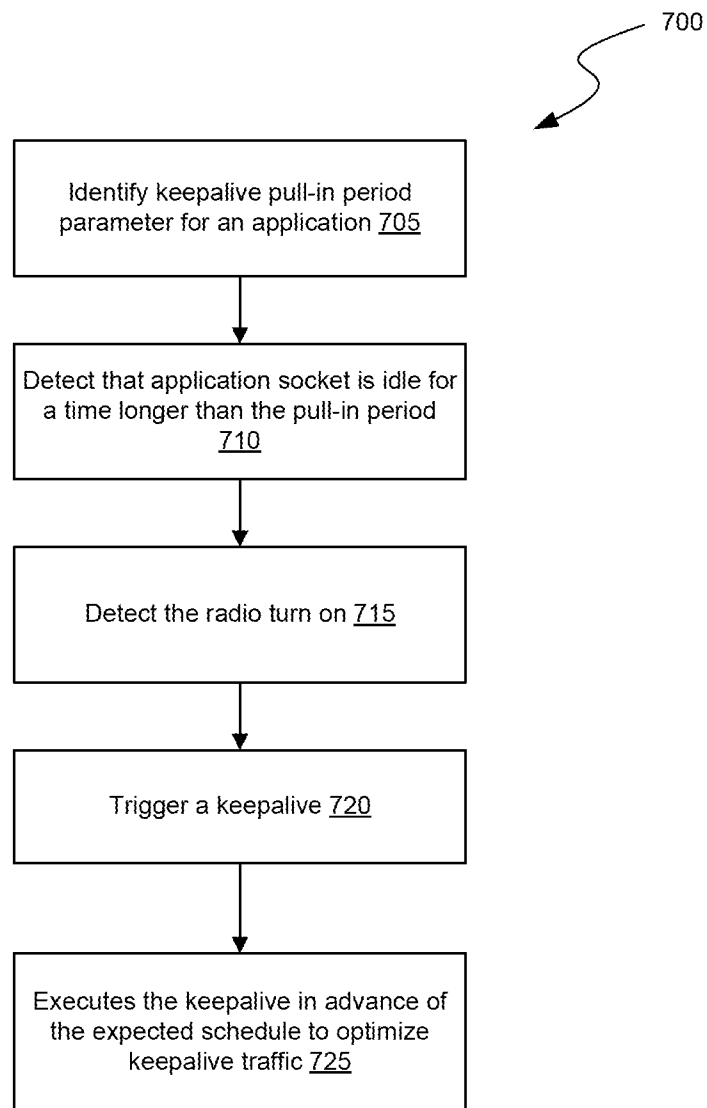 700
Identify keepalive pull-in period
parameter for an application 705
Detect that application socket is idle for
a time longer than the pull-in period
710
Detect the radio turn on 715
Trigger a keepalive 720
Executes the keepalive in advance of
the expected schedule to optimize
keepalive traffic 725